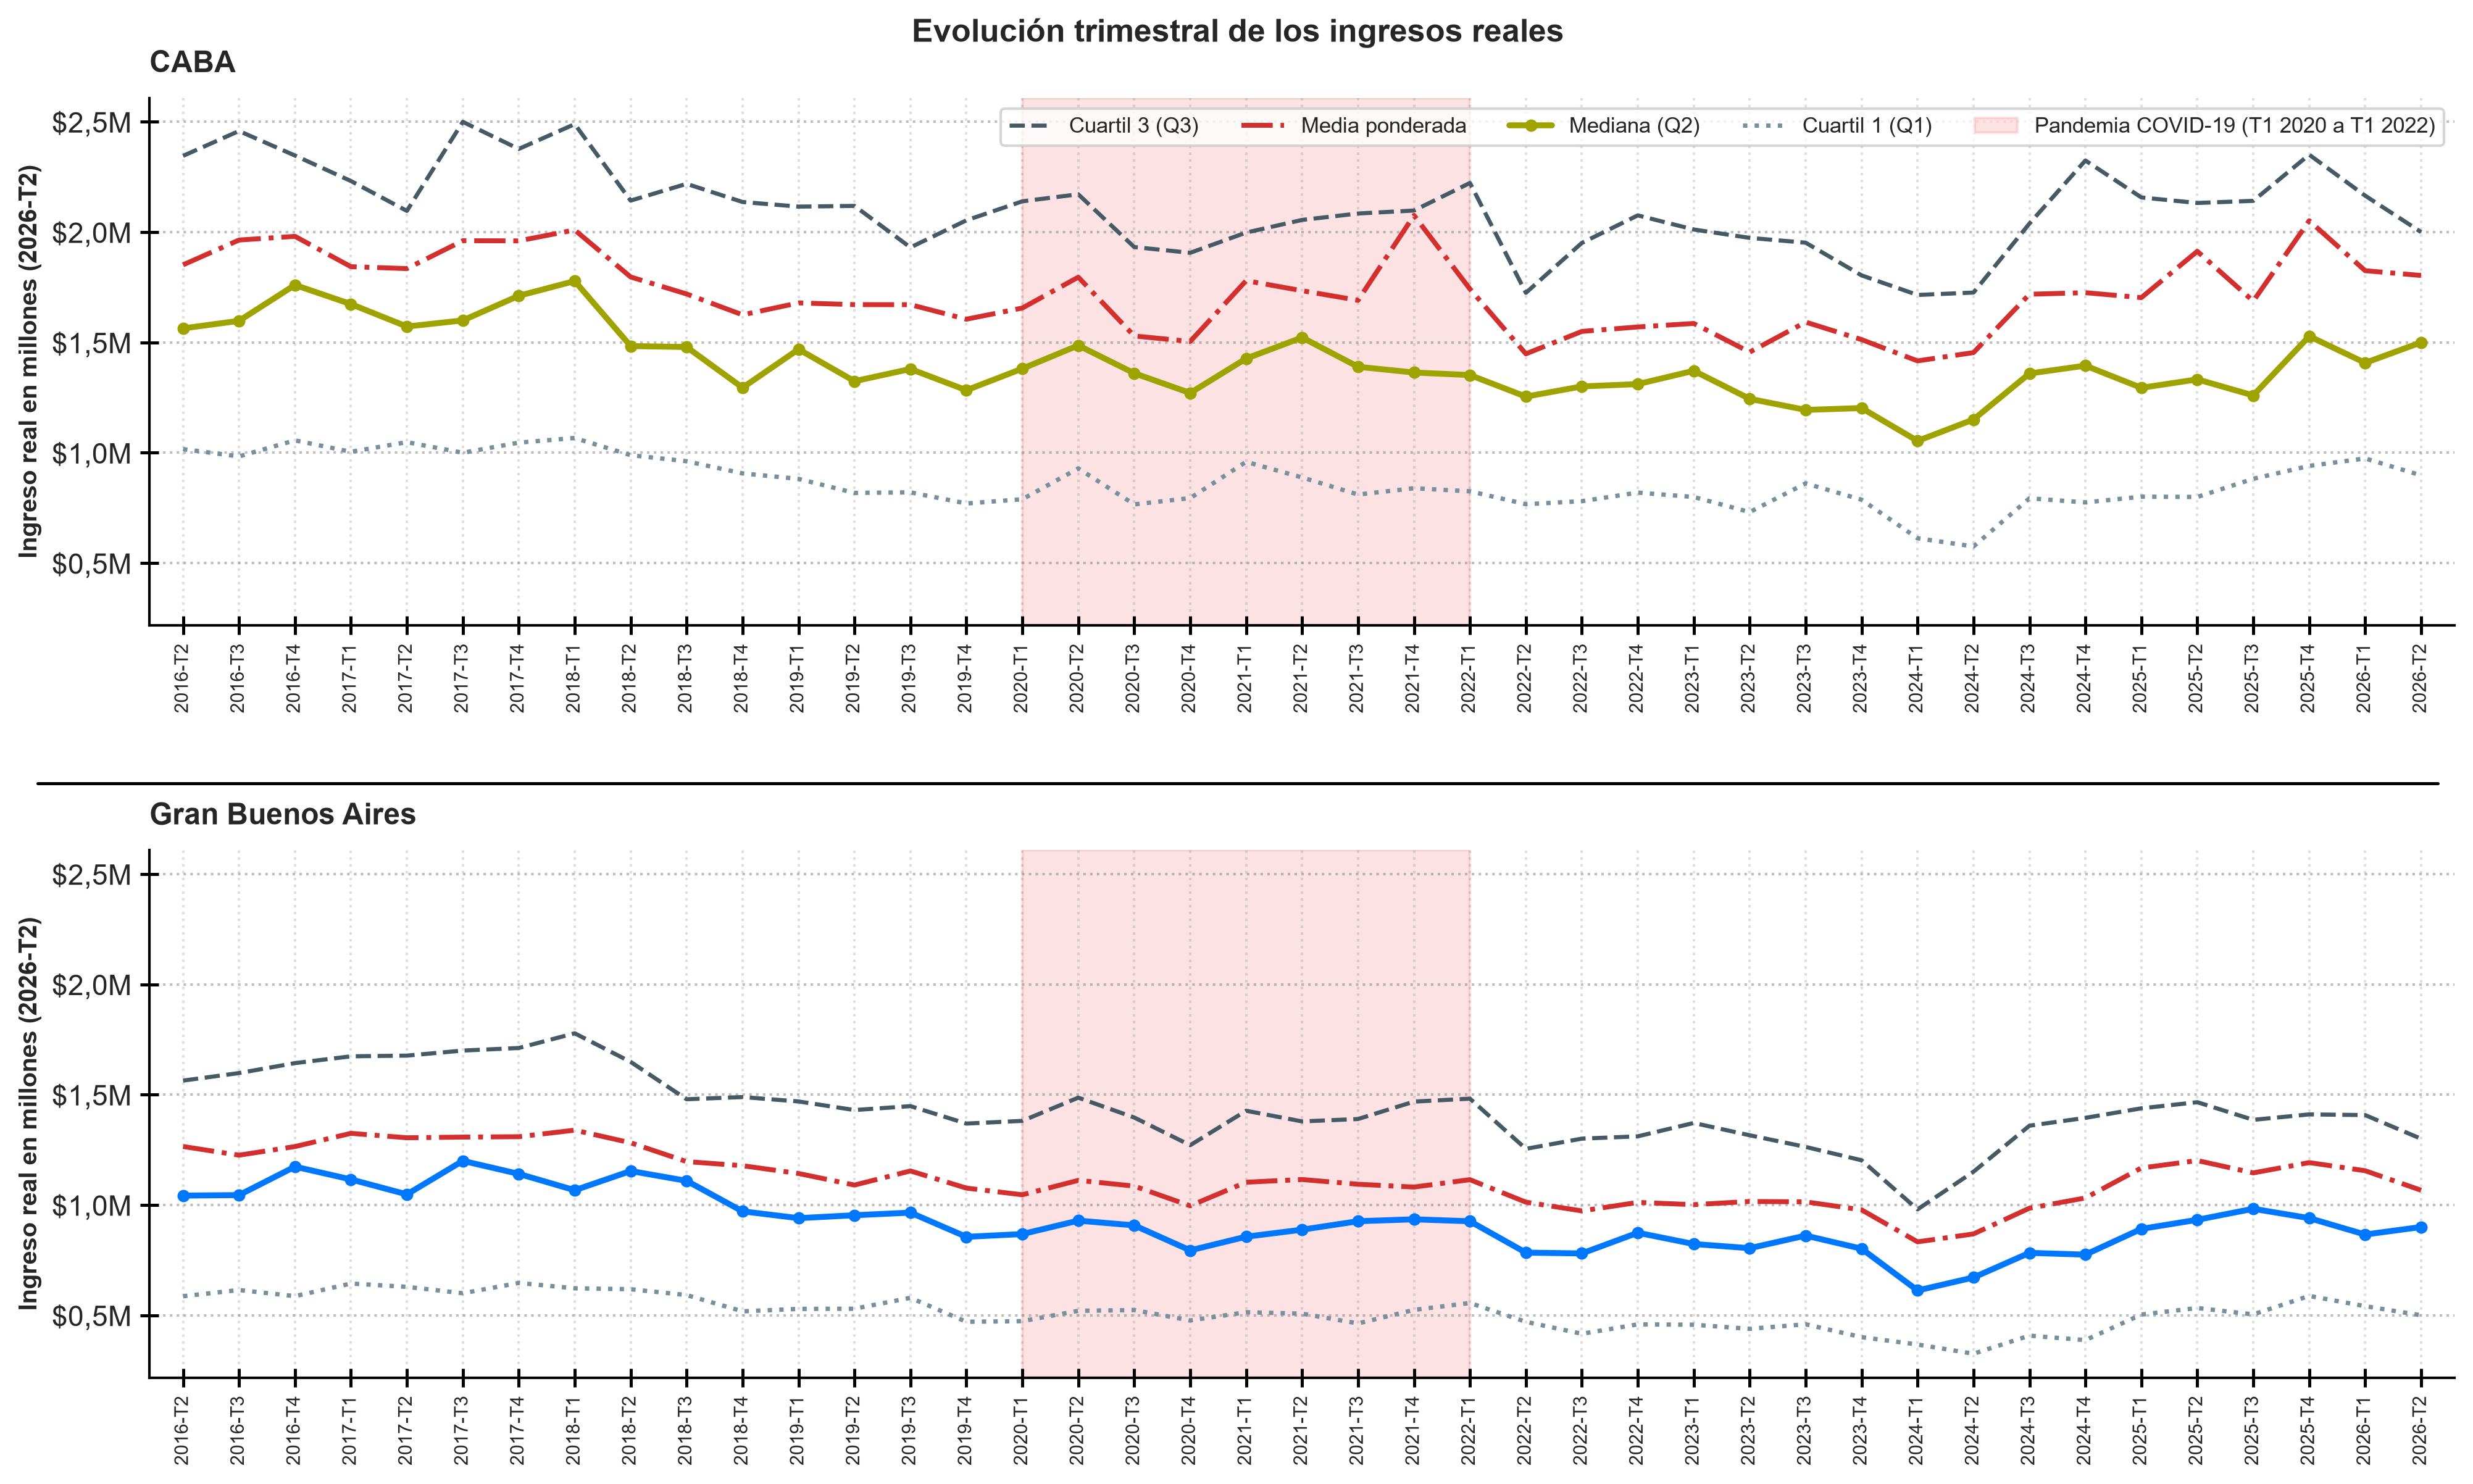 Evolución trimestral de los ingresos reales
CABA
Cuartil 3 (Q3) Media ponderada Mediana (Q2) Cuartil 1 (Q1) Pandemia COVID-19 (T1 2020 a T1 2022)
Ingreso real en millones (2026-T2)
$2,5M
$2,0M
$1,5M
$1,0M
$0,5M
2016-T2 2016-T3 2016-T4 2017-T1 2017-T2 2017-T3 2017-T4 2018-T1 2018-T2 2018-T3 2018-T4 2019-T1 2019-T2 2019-T3 2019-T4 2020-T1 2020-T2 2020-T3 2020-T4 2021-T1 2021-T2 2021-T3 2021-T4 2022-T1 2022-T2 2022-T3 2022-T4 2023-T1 2023-T2 2023-T3 2023-T4 2024-T1 2024-T2 2024-T3 2024-T4 2025-T1 2025-T2 2025-T3 2025-T4 2026-T1 2026-T2
Gran Buenos Aires
Ingreso real en millones (2026-T2)
$2,5M
$2,0M
$1,5M
$1,0M
$0,5M
2016-T2 2016-T3 2016-T4 2017-T1 2017-T2 2017-T3 2017-T4 2018-T1 2018-T2 2018-T3 2018-T4 2019-T1 2019-T2 2019-T3 2019-T4 2020-T1 2020-T2 2020-T3 2020-T4 2021-T1 2021-T2 2021-T3 2021-T4 2022-T1 2022-T2 2022-T3 2022-T4 2023-T1 2023-T2 2023-T3 2023-T4 2024-T1 2024-T2 2024-T3 2024-T4 2025-T1 2025-T2 2025-T3 2025-T4 2026-T1 2026-T2